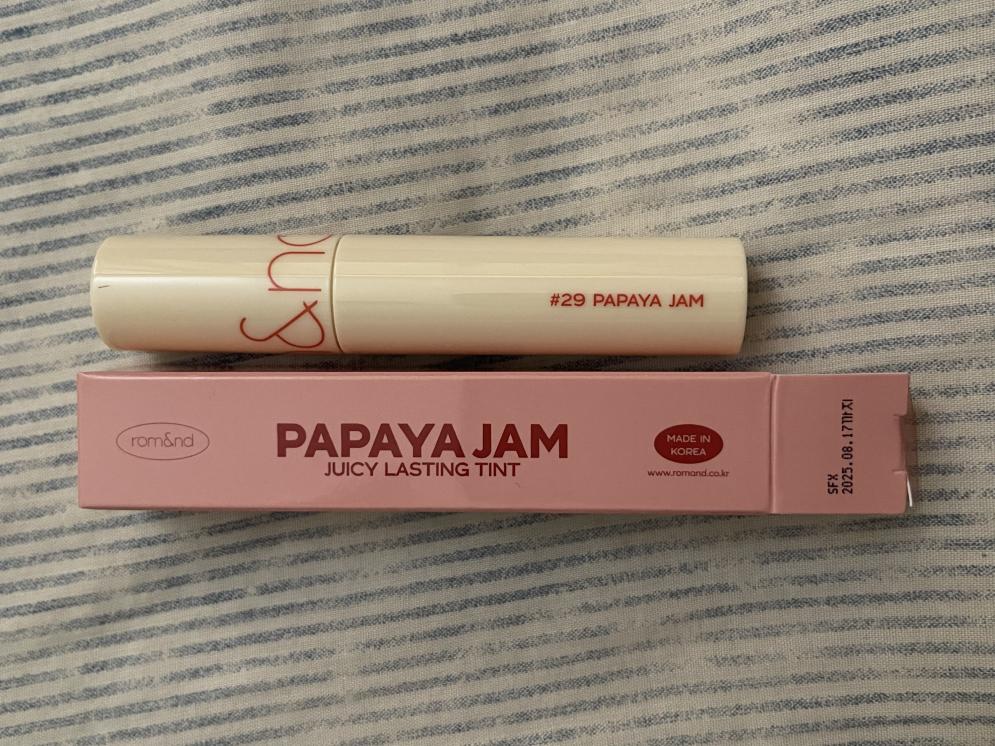 &nd
#29 PAPAYA JAM
rom&nd
PAPAYA JAM
JUICY LASTING TINT
MADE IN
KOREA
www.romand.co.kr
SFX
2025.08.17까지